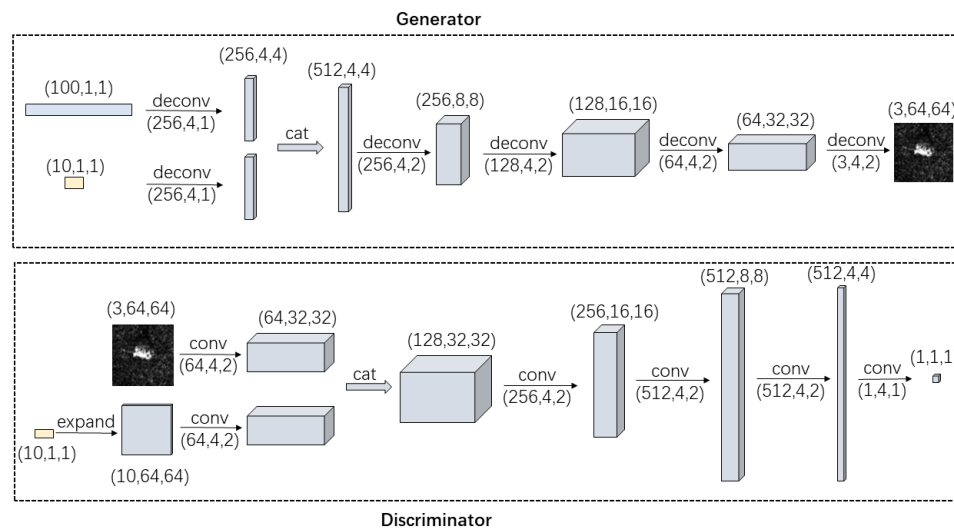 Generator
(100,1,1)
deconv
(256,4,1)
(256,4,4)
(10,1,1)
deconv
(256,4,1)
cat
(512,4,4)
deconv
(256,4,2)
(256,8,8)
deconv
(128,4,2)
(128,16,16)
deconv
(64,4,2)
(64,32,32)
deconv
(3,4,2)
(3,64,64)
(3,64,64)
conv
(64,4,2)
(64,32,32)
(10,1,1)
expand
(10,64,64)
conv
(64,4,2)
cat
(128,32,32)
conv
(256,4,2)
(256,16,16)
conv
(512,4,2)
(512,8,8)
conv
(512,4,2)
(512,4,4)
conv
(1,4,1)
(1,1,1
Discriminator